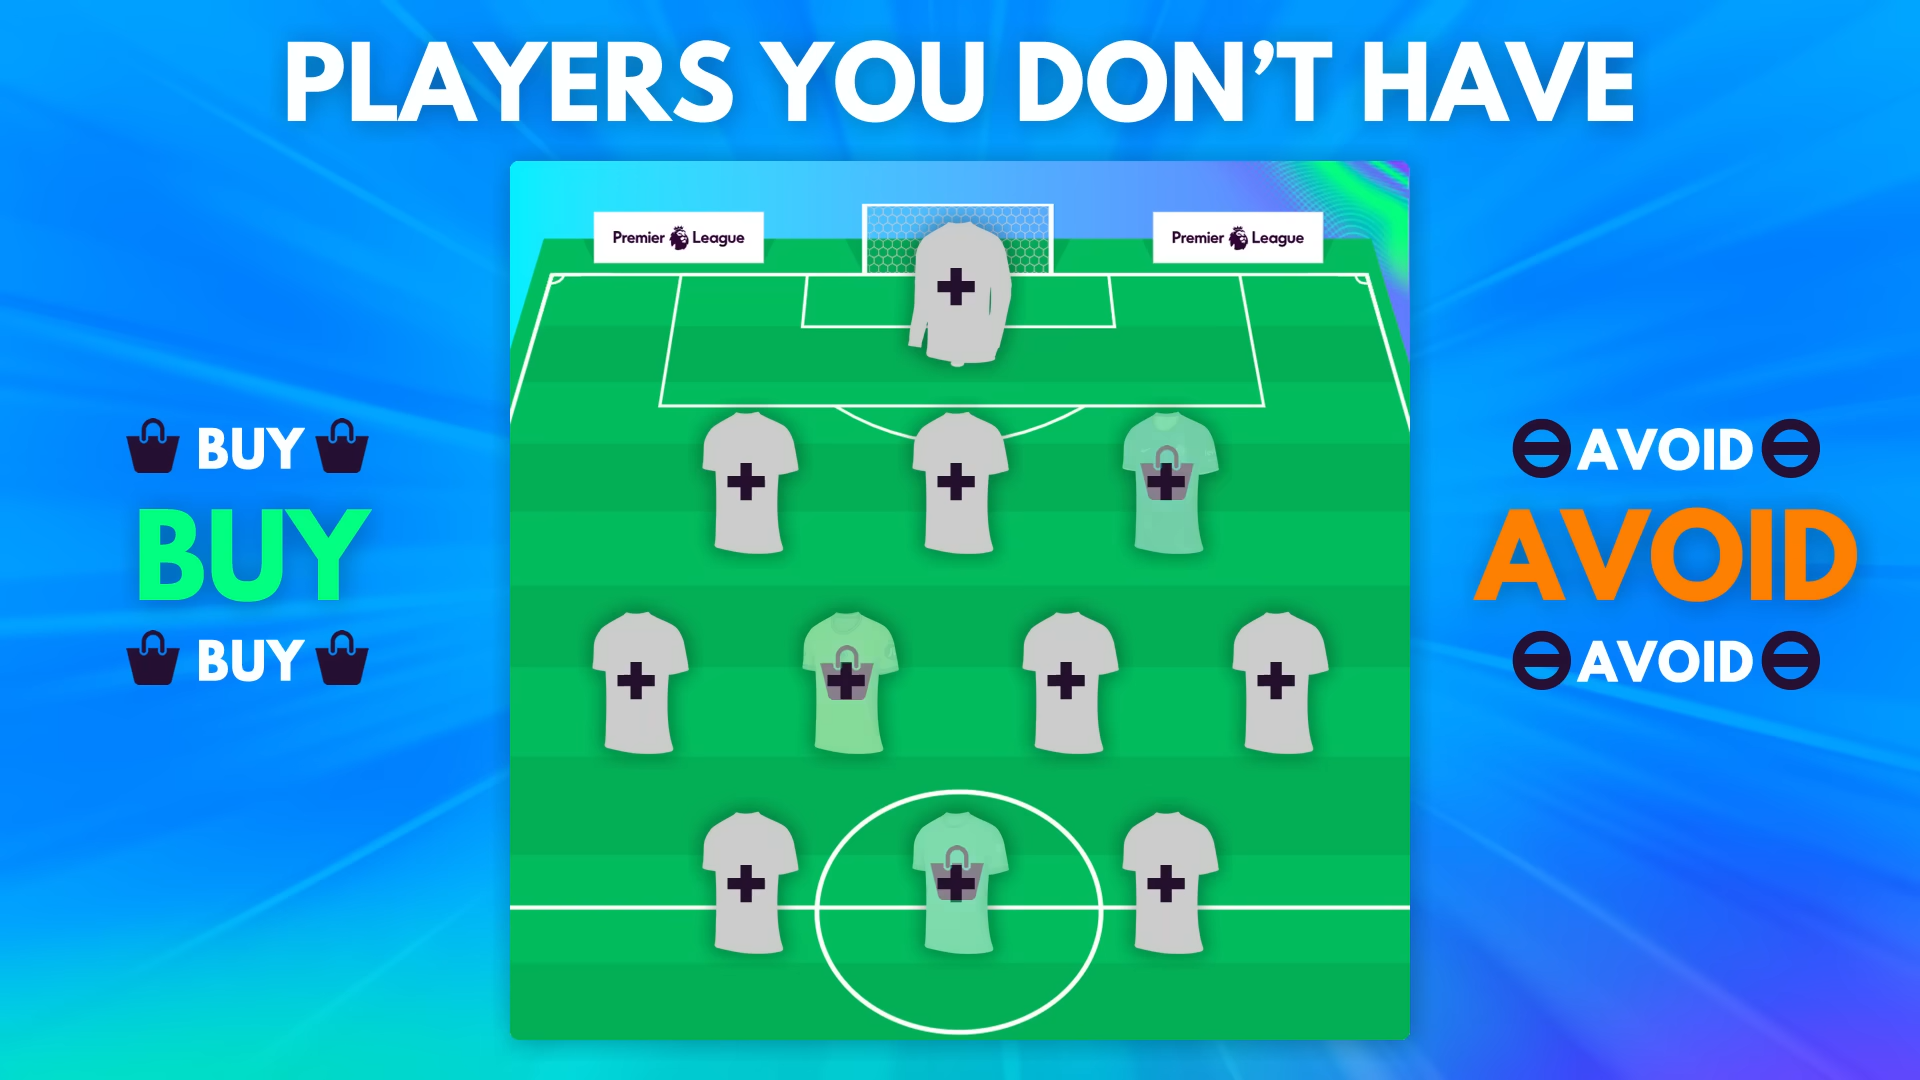 PLAYERS YOU DON’T HAVE
Premier League
Premier League
BUY
BUY
BUY
AVOID
AVOID
AVOID